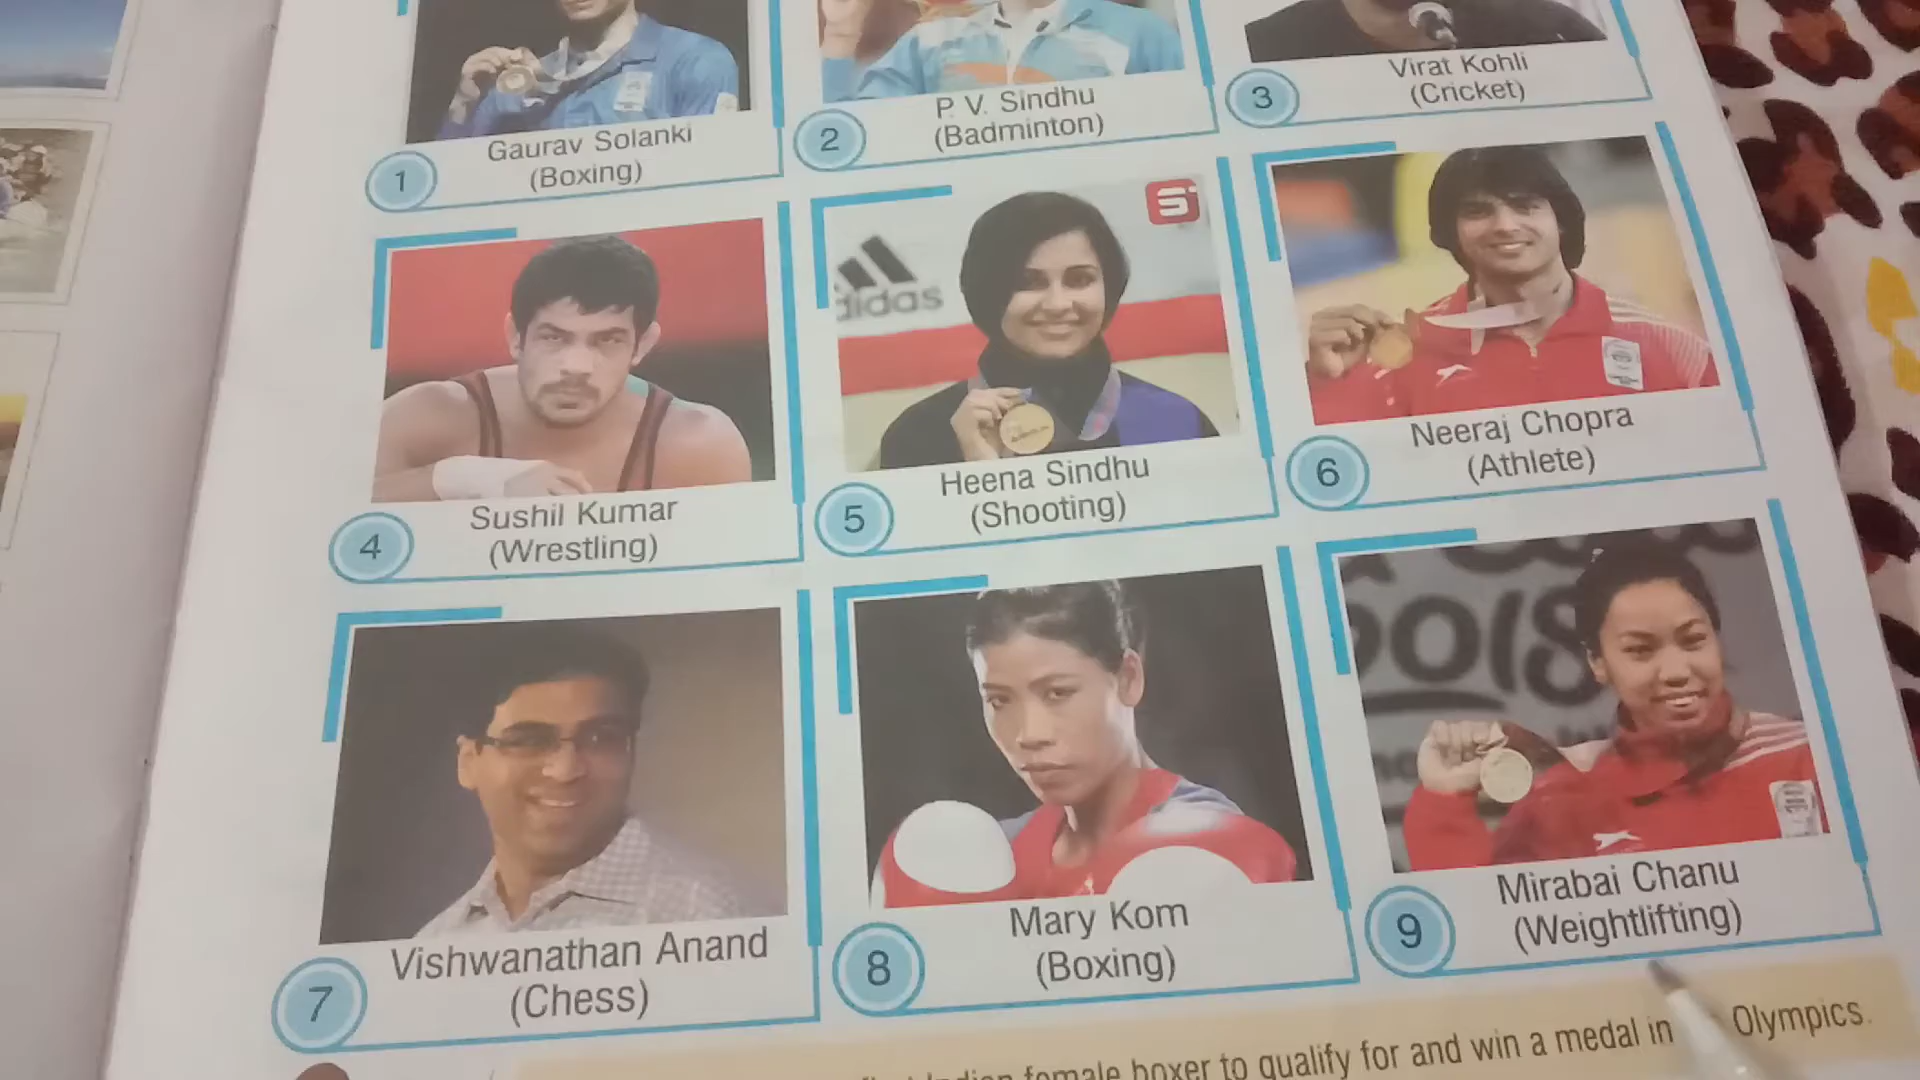 Gaurav Solanki
(Boxing)
1
P. V. Sindhu
(Badminton)
2
Virat Kohli
(Cricket)
3
Sushil Kumar
(Wrestling)
4
didas
Heena Sindhu
(Shooting)
5
Neeraj Chopra
(Athlete)
6
Vishwanathan Anand
(Chess)
7
Mary Kom
(Boxing)
8
2018
Mirabai Chanu
(Weightlifting)
9
Indian female boxer to qualify for and win a medal in Olympics.